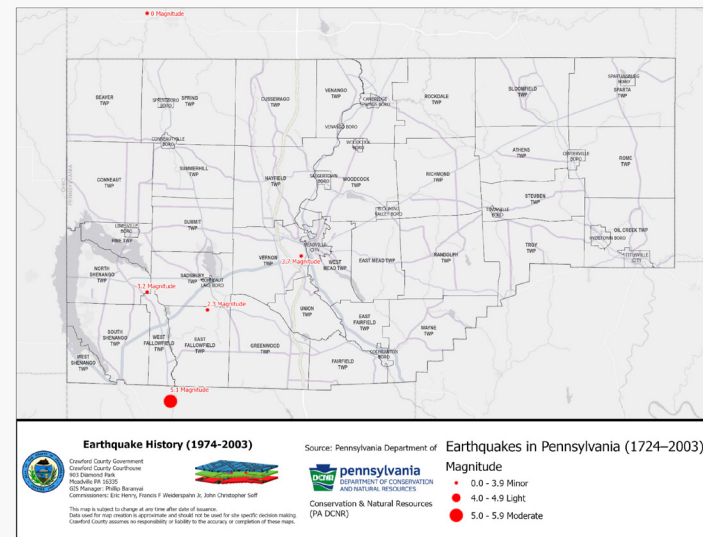 0 Magnitude
BEAVER
TWP
SPRINGBORO
BORO
SPRING
TWP
CUSSEWAGO
TWP
VENANGO
TWP
CAMBRIDGE
SPRINGS BORO
ROCKDALE
TWP
BLOOMFIELD
TWP
SPARTANSBURG
BORO
SPARTA
TWP
VENANGO BORO
CONNEAUTVILLE
BORO
WOODCOCK
BORO
ATHENS
TWP
CENTERVILLE
BORO
ROME
TWP
SUMMERHILL
TWP
CONNEAUT
TWP
HAYFIELD
TWP
SAEGERTOWN
BORO
WOODCOCK
TWP
RICHMOND
TWP
STEUBEN
TWP
PENNSYLVANIA
BLOOMING
VALLEY BORO
TOWNVILLE
BORO
LINESVILLE
BORO
SUMMIT
TWP
PINE TWP
OIL CREEK TWP
HYDETOWN BORO
TITUSVILLE
CITY
TROY
TWP
MEADVILLE
CITY
VERNON
TWP
2.7 Magnitude
WEST
MEAD TWP
EAST MEAD TWP
RANDOLPH
TWP
NORTH
SHENANGO
TWP
SADSBURY
TWP
CONNEAUT
LAKE BORO
3.2 Magnitude
2.3 Magnitude
UNION
TWP
EAST
FAIRFIELD
TWP
WAYNE
TWP
SOUTH
SHENANGO
TWP
WEST
FALLOWFIELD
TWP
EAST
FALLOWFIELD
TWP
GREENWOOD
TWP
COCHRANTON
BORO
WEST
SHENANGO
TWP
FAIRFIELD
TWP
5.1 Magnitude
Earthquake History (1974-2003)
Crawford County Government
Crawford County Courthouse
903 Diamond Park
Meadville PA 16335
GIS Manager: Phillip Baranyai
Commissioners: Eric Henry, Francis F Weiderspahn Jr, John Christopher Soff
This map is subject to change at any time after date of issuance.
Data used for map creation is approximate and should not be used for site specific decision making.
Crawford County assumes no responsibility or liability to the accuracy or completion of these maps.
Source: Pennsylvania Department of
DCNR
pennsylvania
DEPARTMENT OF CONSERVATION
AND NATURAL RESOURCES
Conservation & Natural Resources
(PA DCNR)
Earthquakes in Pennsylvania (1724–2003)
Magnitude
0.0 - 3.9 Minor
4.0 - 4.9 Light
5.0 - 5.9 Moderate